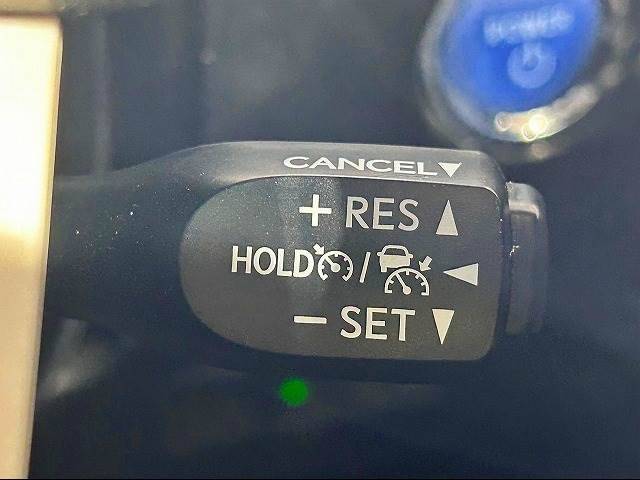 POWER
CANCEL▼
+ RES ▲
HOLD / ◀
− SET ▼